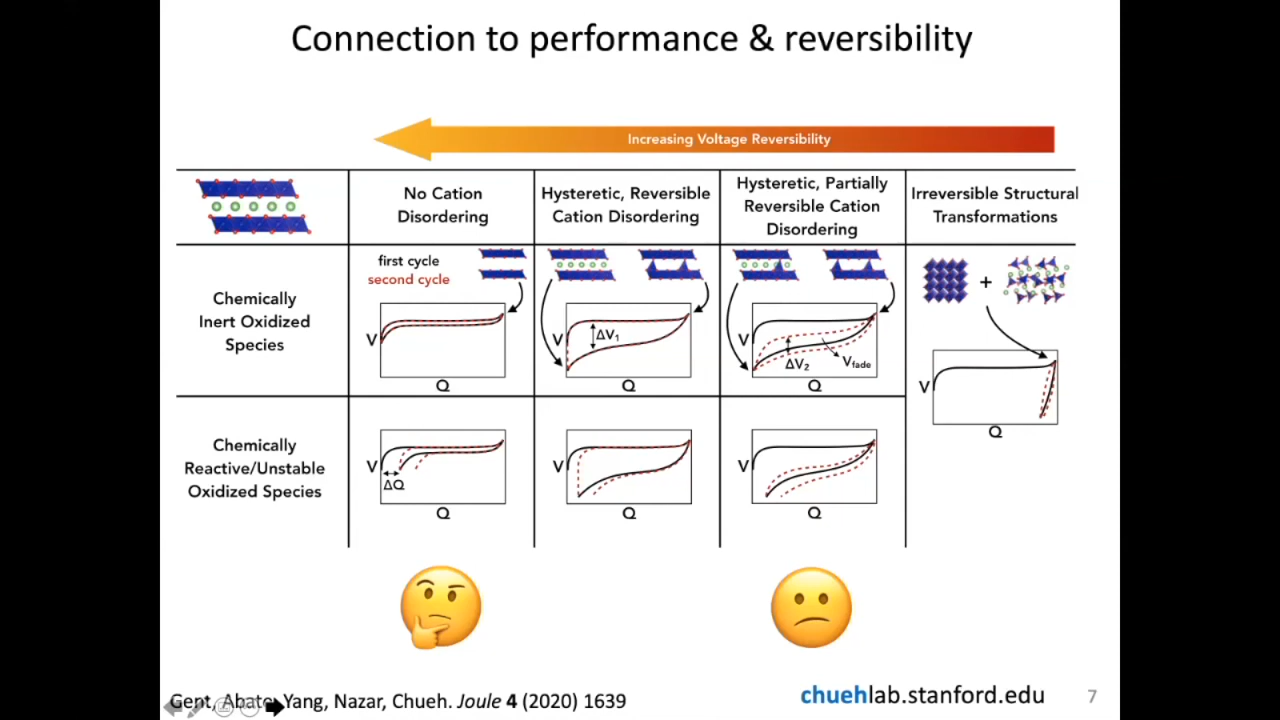 Connection to performance & reversibility
Increasing Voltage Reversibility
No Cation
Disordering
Hysteretic, Reversible
Cation Disordering
Hysteretic, Partially
Reversible Cation
Disordering
Irreversible Structural
Transformations
Chemically
Inert Oxidized
Species
first cycle
second cycle
V
Q
V
ΔV₁
Q
V
ΔV₂
Vfade
Q
+
V
Q
Chemically
Reactive/Unstable
Oxidized Species
V
ΔQ
Q
V
Q
V
Q
Gent, Abate, Yang, Nazar, Chueh. Joule 4 (2020) 1639
chuehlab.stanford.edu
7